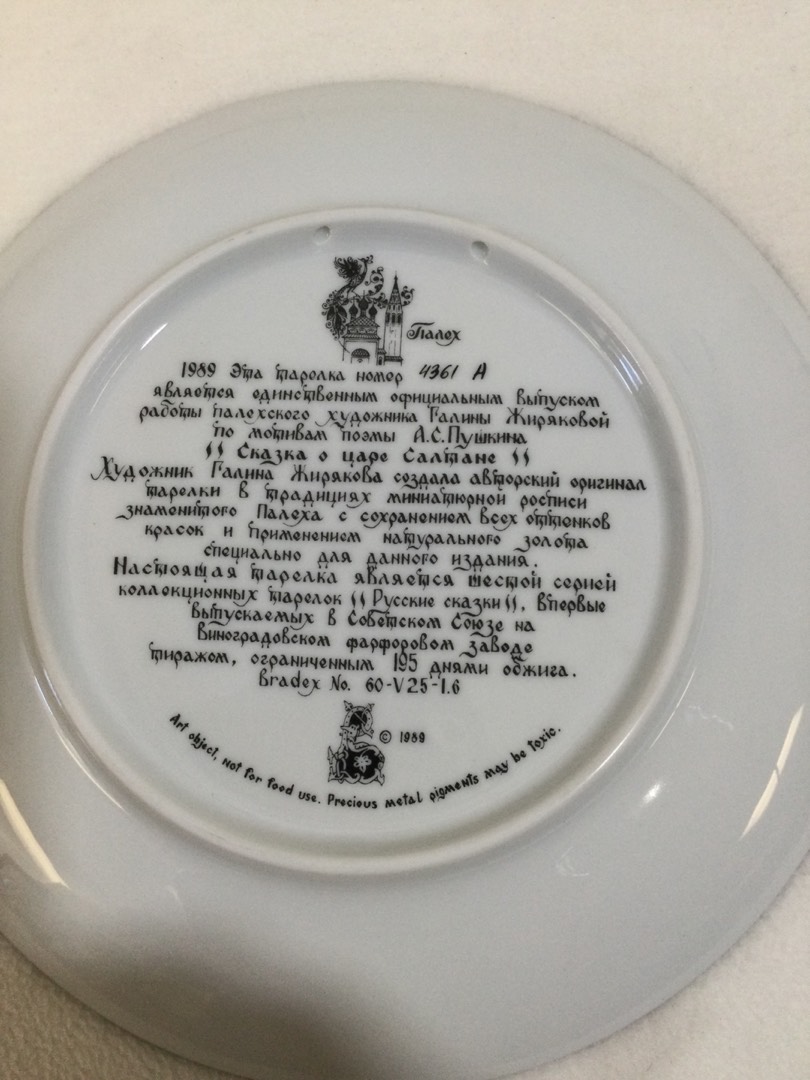 Палех
1989 Эта тарелка номер 4361 А
является единственным официальным выпуском
работы палехского художника Галины Жиряковой
по мотивам поэмы А.С.Пушкина
"Сказка о царе Салтане"
Художник Галина Жирякова создала авторский оригинал
тарелки в традициях миниатюрной росписи
знаменитого Палеха с сохранением всех оттенков
красок и применением натурального золота
специально для данного издания.
Настоящая тарелка является шестой серией
коллекционных тарелок "Русские сказки", впервые
выпускаемых в Советском Союзе на
Виноградовском фарфоровом заводе
тиражом, ограниченным 195 днями обжига.
Bradex No. 60-V25-1.6
© 1989
Art object, not for food use. Precious metal pigments may be toxic.